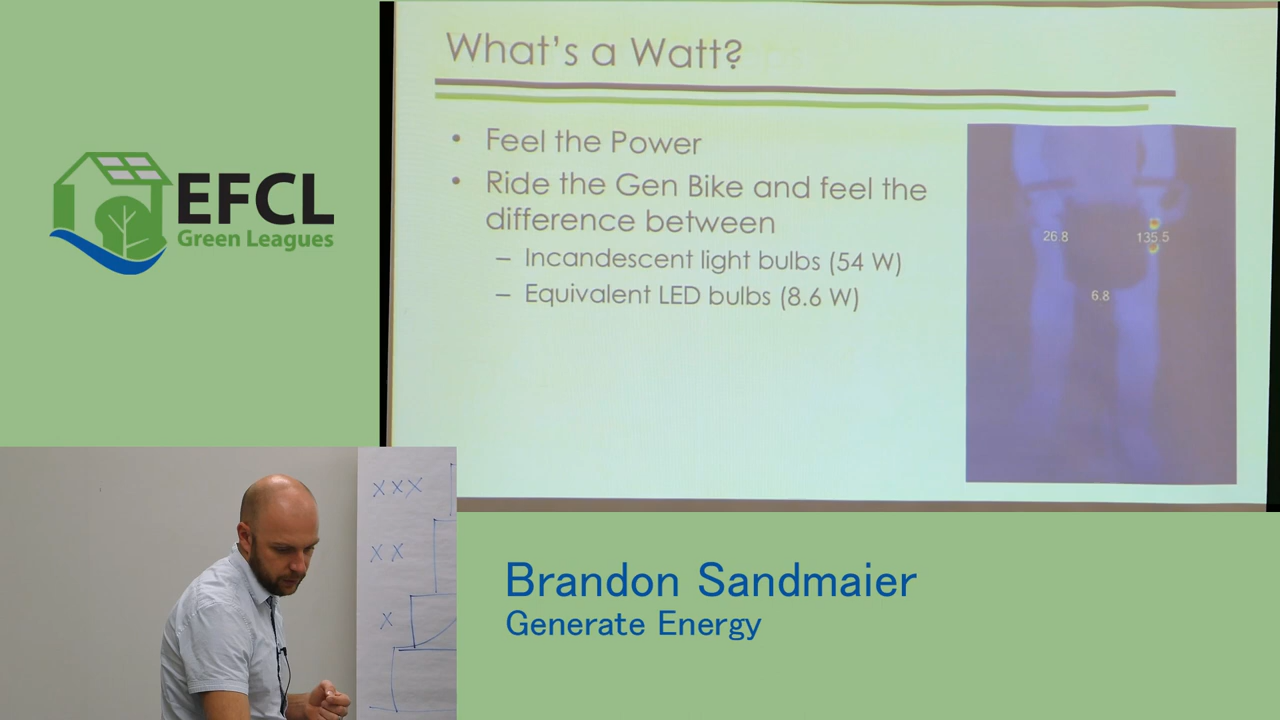 What's a Watt?
• Feel the Power
• Ride the Gen Bike and feel the
difference between
– Incandescent light bulbs (54 W)
– Equivalent LED bulbs (8.6 W)
26.8
135.5
6.8
EFCL
Green Leagues
XXX
XX
X
Brandon Sandmaier
Generate Energy